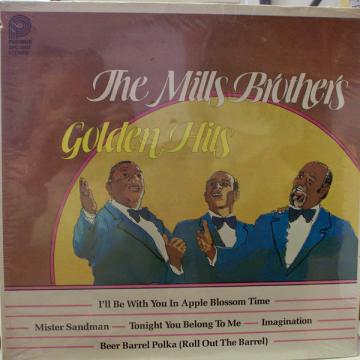 Pickwick
The Mills Brothers
Golden Hits
I'll Be With You In Apple Blossom Time
Mister Sandman — Tonight You Belong To Me — Imagination
Beer Barrel Polka (Roll Out The Barrel)